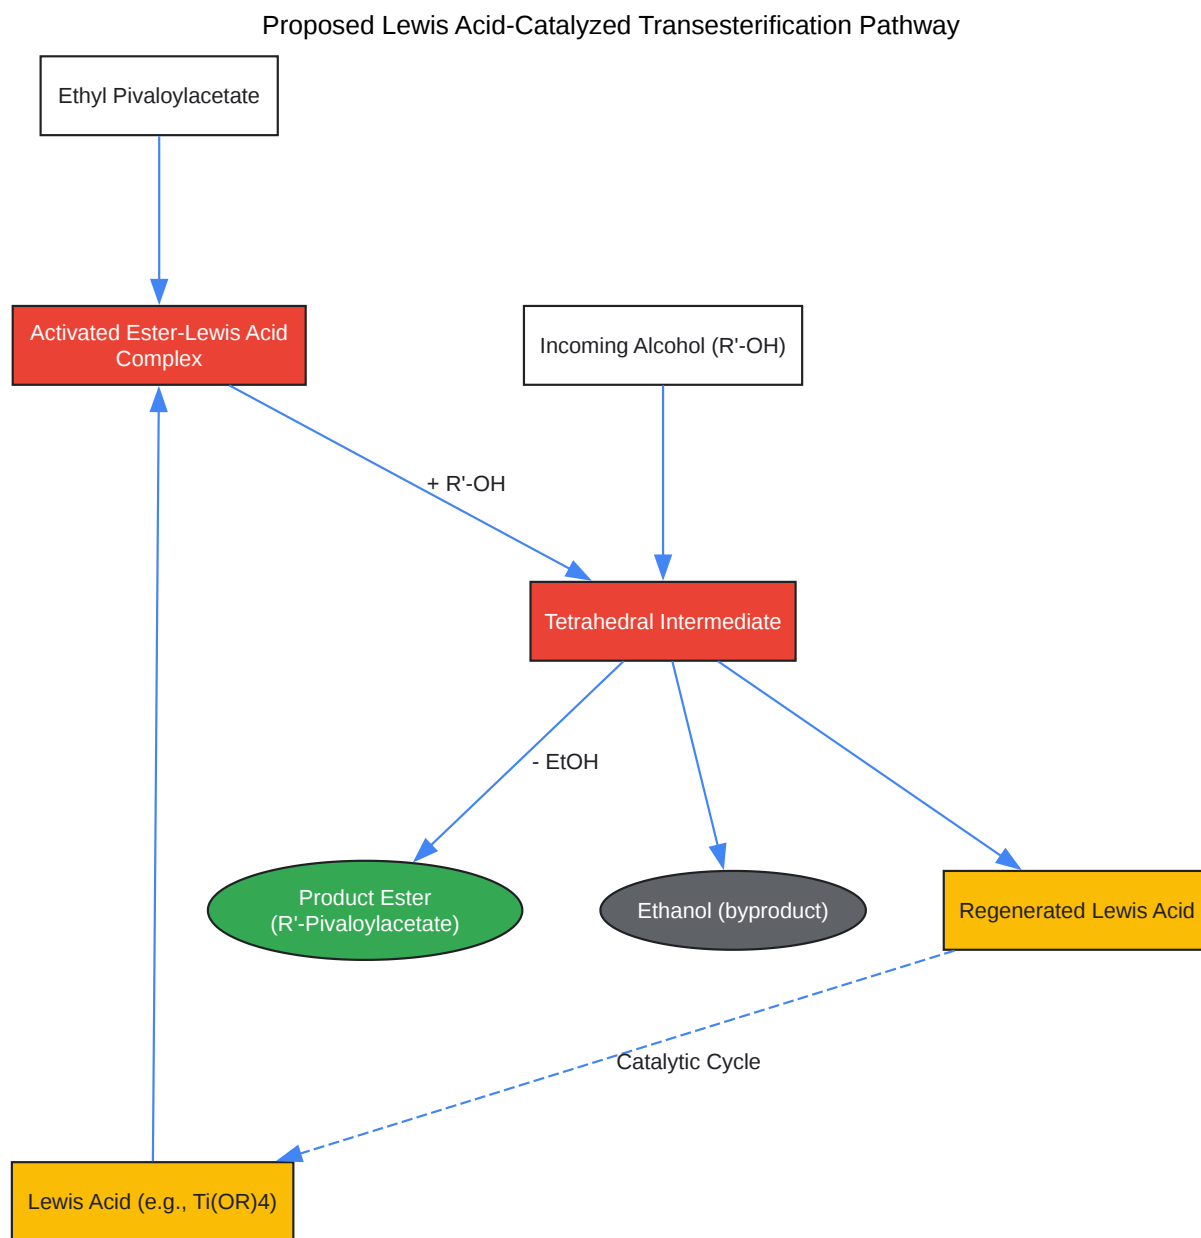 Proposed Lewis Acid-Catalyzed Transesterification Pathway
Ethyl Pivaloylacetate
Activated Ester-Lewis Acid
Complex
Incoming Alcohol (R'-OH)
+ R'-OH
Tetrahedral Intermediate
- EtOH
Product Ester
(R'-Pivaloylacetate)
Ethanol (byproduct)
Regenerated Lewis Acid
Catalytic Cycle
Lewis Acid (e.g., Ti(OR)4)